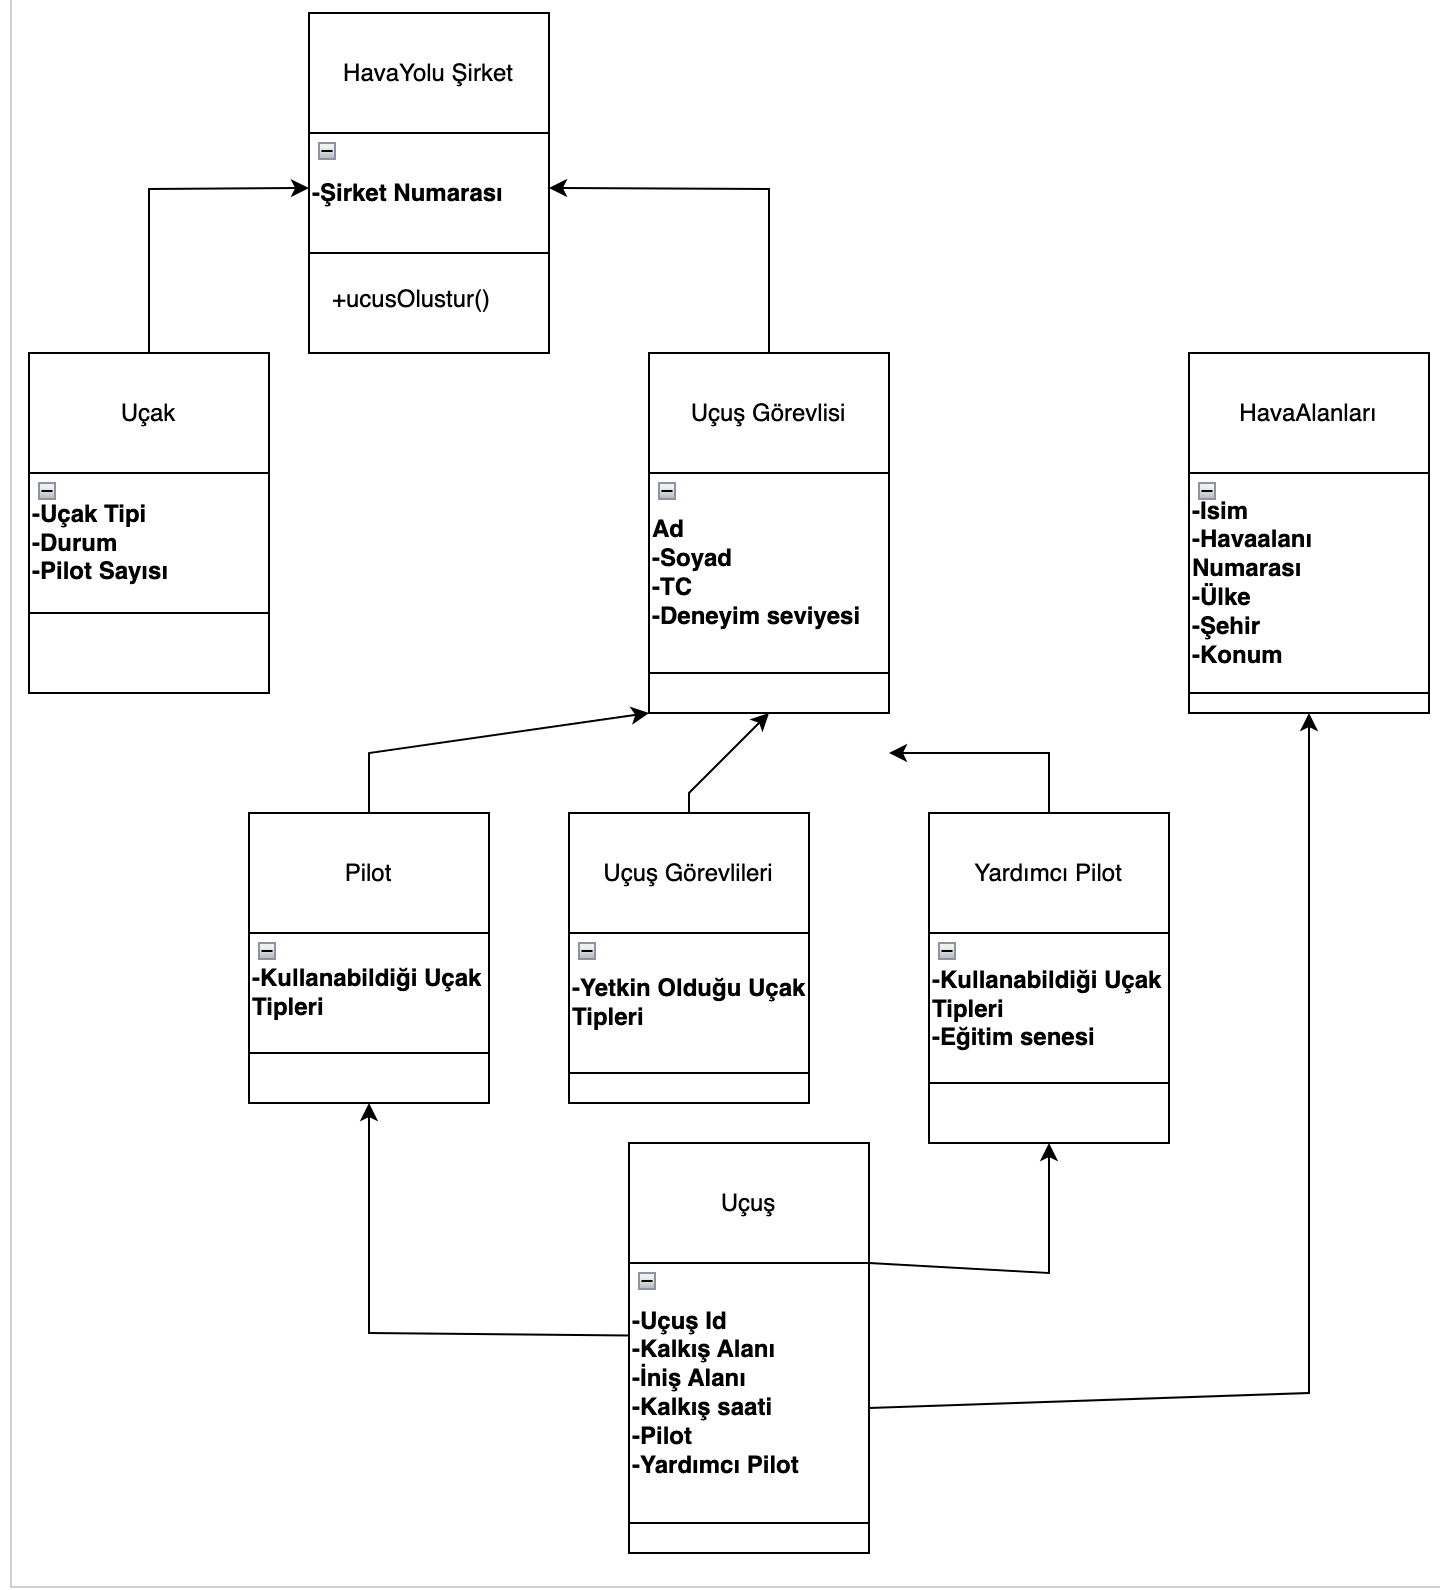 HavaYolu Şirket
-Şirket Numarası
+ucusOlustur()
Uçak
-Uçak Tipi
-Durum
-Pilot Sayısı
Uçuş Görevlisi
Ad
-Soyad
-TC
-Deneyim seviyesi
HavaAlanları
-İsim
-Havaalanı
Numarası
-Ülke
-Şehir
-Konum
Pilot
-Kullanabildiği Uçak
Tipleri
Uçuş Görevlileri
-Yetkin Olduğu Uçak
Tipleri
Yardımcı Pilot
-Kullanabildiği Uçak
Tipleri
-Eğitim senesi
Uçuş
-Uçuş Id
-Kalkış Alanı
-İniş Alanı
-Kalkış saati
-Pilot
-Yardımcı Pilot